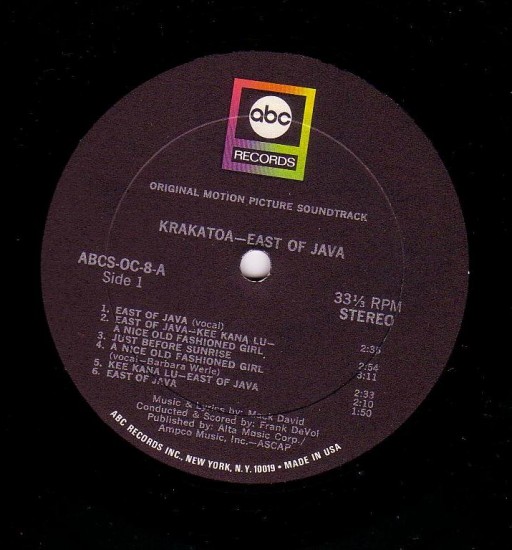 abc
RECORDS
ORIGINAL MOTION PICTURE SOUNDTRACK
KRAKATOA—EAST OF JAVA
ABCS-OC-8-A
Side 1
33⅓ RPM
STEREO
1. EAST OF JAVA (vocal) 2:39
2. EAST OF JAVA—KEE KANA LU—
A NICE OLD FASHIONED GIRL 2:54
3. JUST BEFORE SUNRISE 3:11
4. A NICE OLD FASHIONED GIRL
(vocal—Barbara Werle) 2:33
5. KEE KANA LU—EAST OF JAVA 2:10
6. EAST OF JAVA 1:50
Music & Lyrics by: Mack David
Conducted & Scored by: Frank DeVol
Published by: Alta Music Corp./
Ampco Music, Inc.—ASCAP
ABC RECORDS INC., NEW YORK, N.Y. 10019 • MADE IN USA